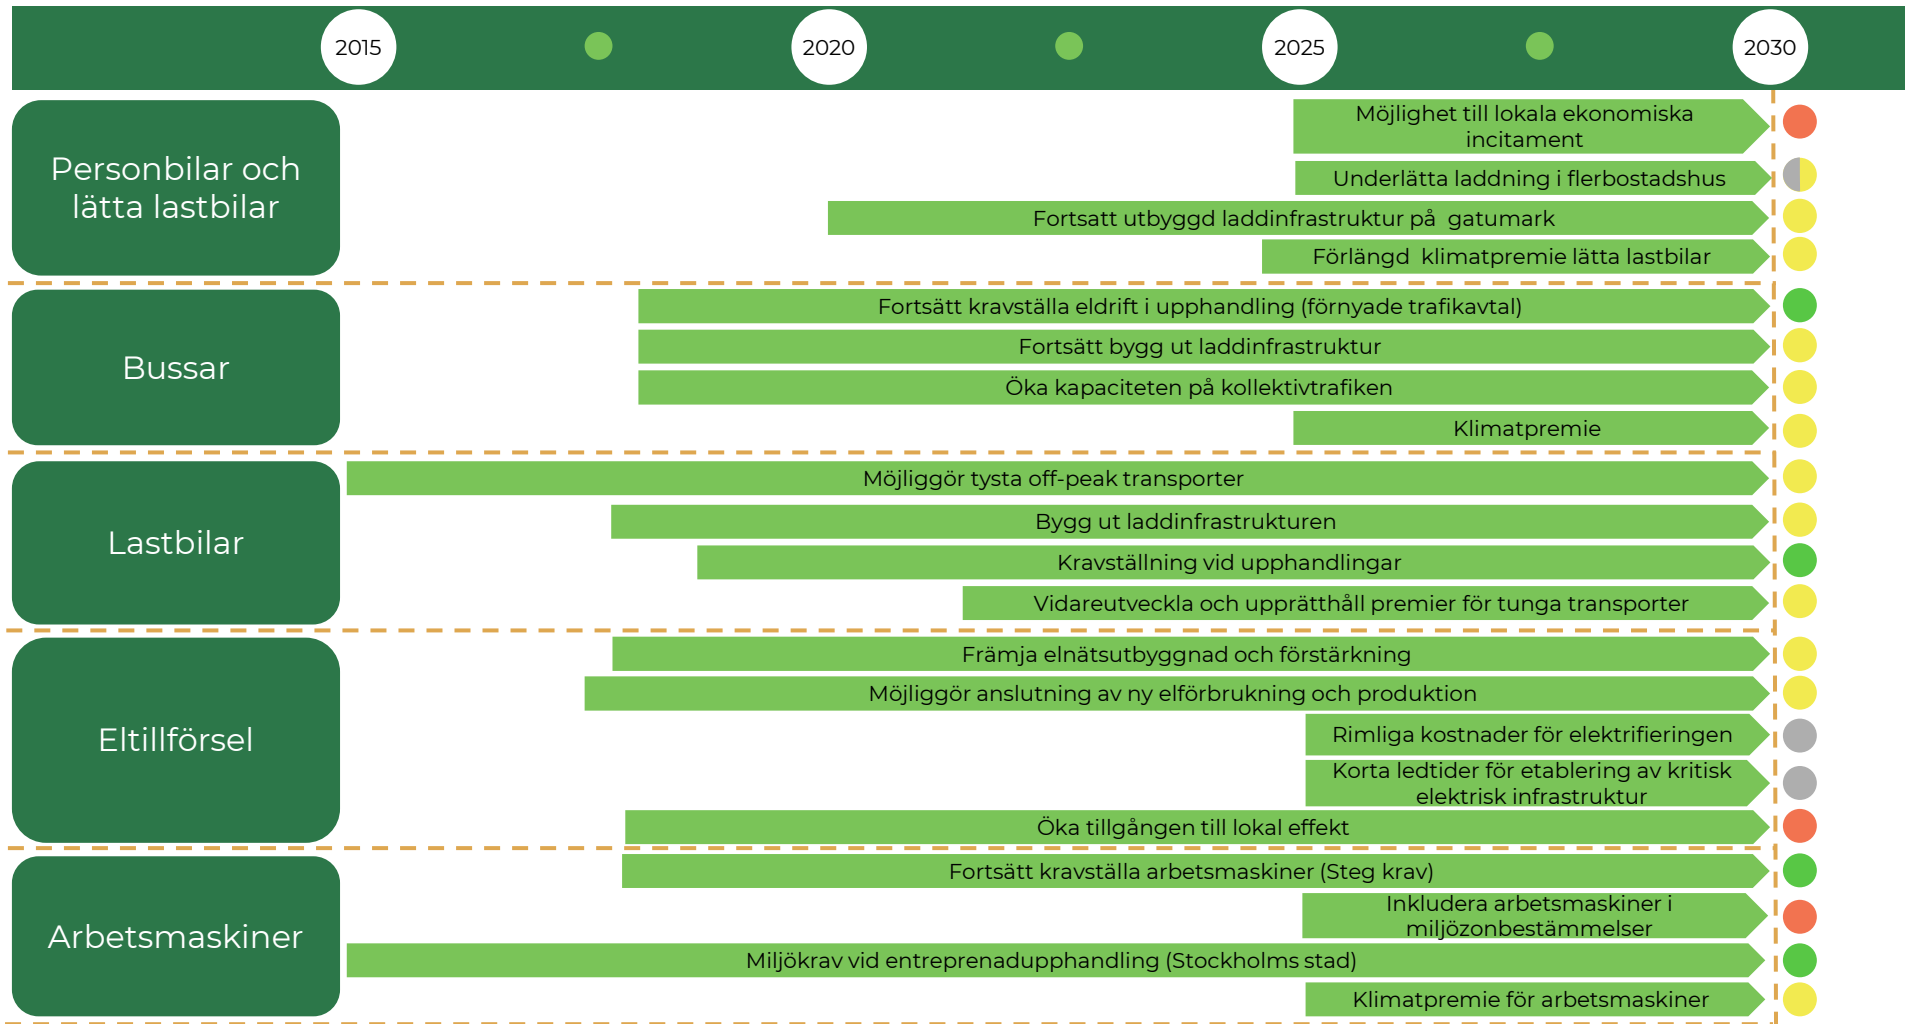 2015
2020
2025
2030
Personbilar och
lätta lastbilar
Möjlighet till lokala ekonomiska
incitament
Underlätta laddning i flerbostadshus
Fortsatt utbyggd laddinfrastruktur på  gatumark
Förlängd  klimatpremie lätta lastbilar
Bussar
Fortsätt kravställa eldrift i upphandling (förnyade trafikavtal)
Fortsätt bygg ut laddinfrastruktur
Öka kapaciteten på kollektivtrafiken
Klimatpremie
Lastbilar
Möjliggör tysta off-peak transporter
Bygg ut laddinfrastrukturen
Kravställning vid upphandlingar
Vidareutveckla och upprätthåll premier för tunga transporter
Eltillförsel
Främja elnätsutbyggnad och förstärkning
Möjliggör anslutning av ny elförbrukning och produktion
Rimliga kostnader för elektrifieringen
Korta ledtider för etablering av kritisk
elektrisk infrastruktur
Öka tillgången till lokal effekt
Arbetsmaskiner
Fortsätt kravställa arbetsmaskiner (Steg krav)
Inkludera arbetsmaskiner i
miljözonbestämmelser
Miljökrav vid entreprenadupphandling (Stockholms stad)
Klimatpremie för arbetsmaskiner